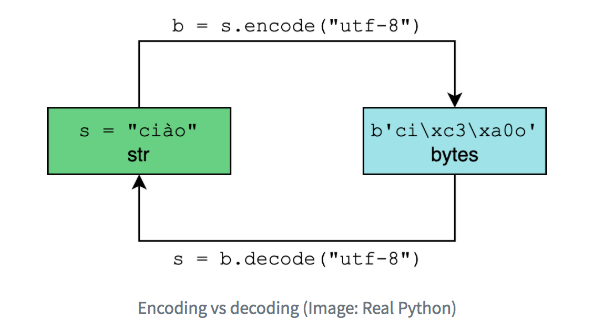 b = s.encode("utf-8")
s = "ciào"
str
b'ci\xc3\xa0o'
bytes
s = b.decode("utf-8")
Encoding vs decoding (Image: Real Python)